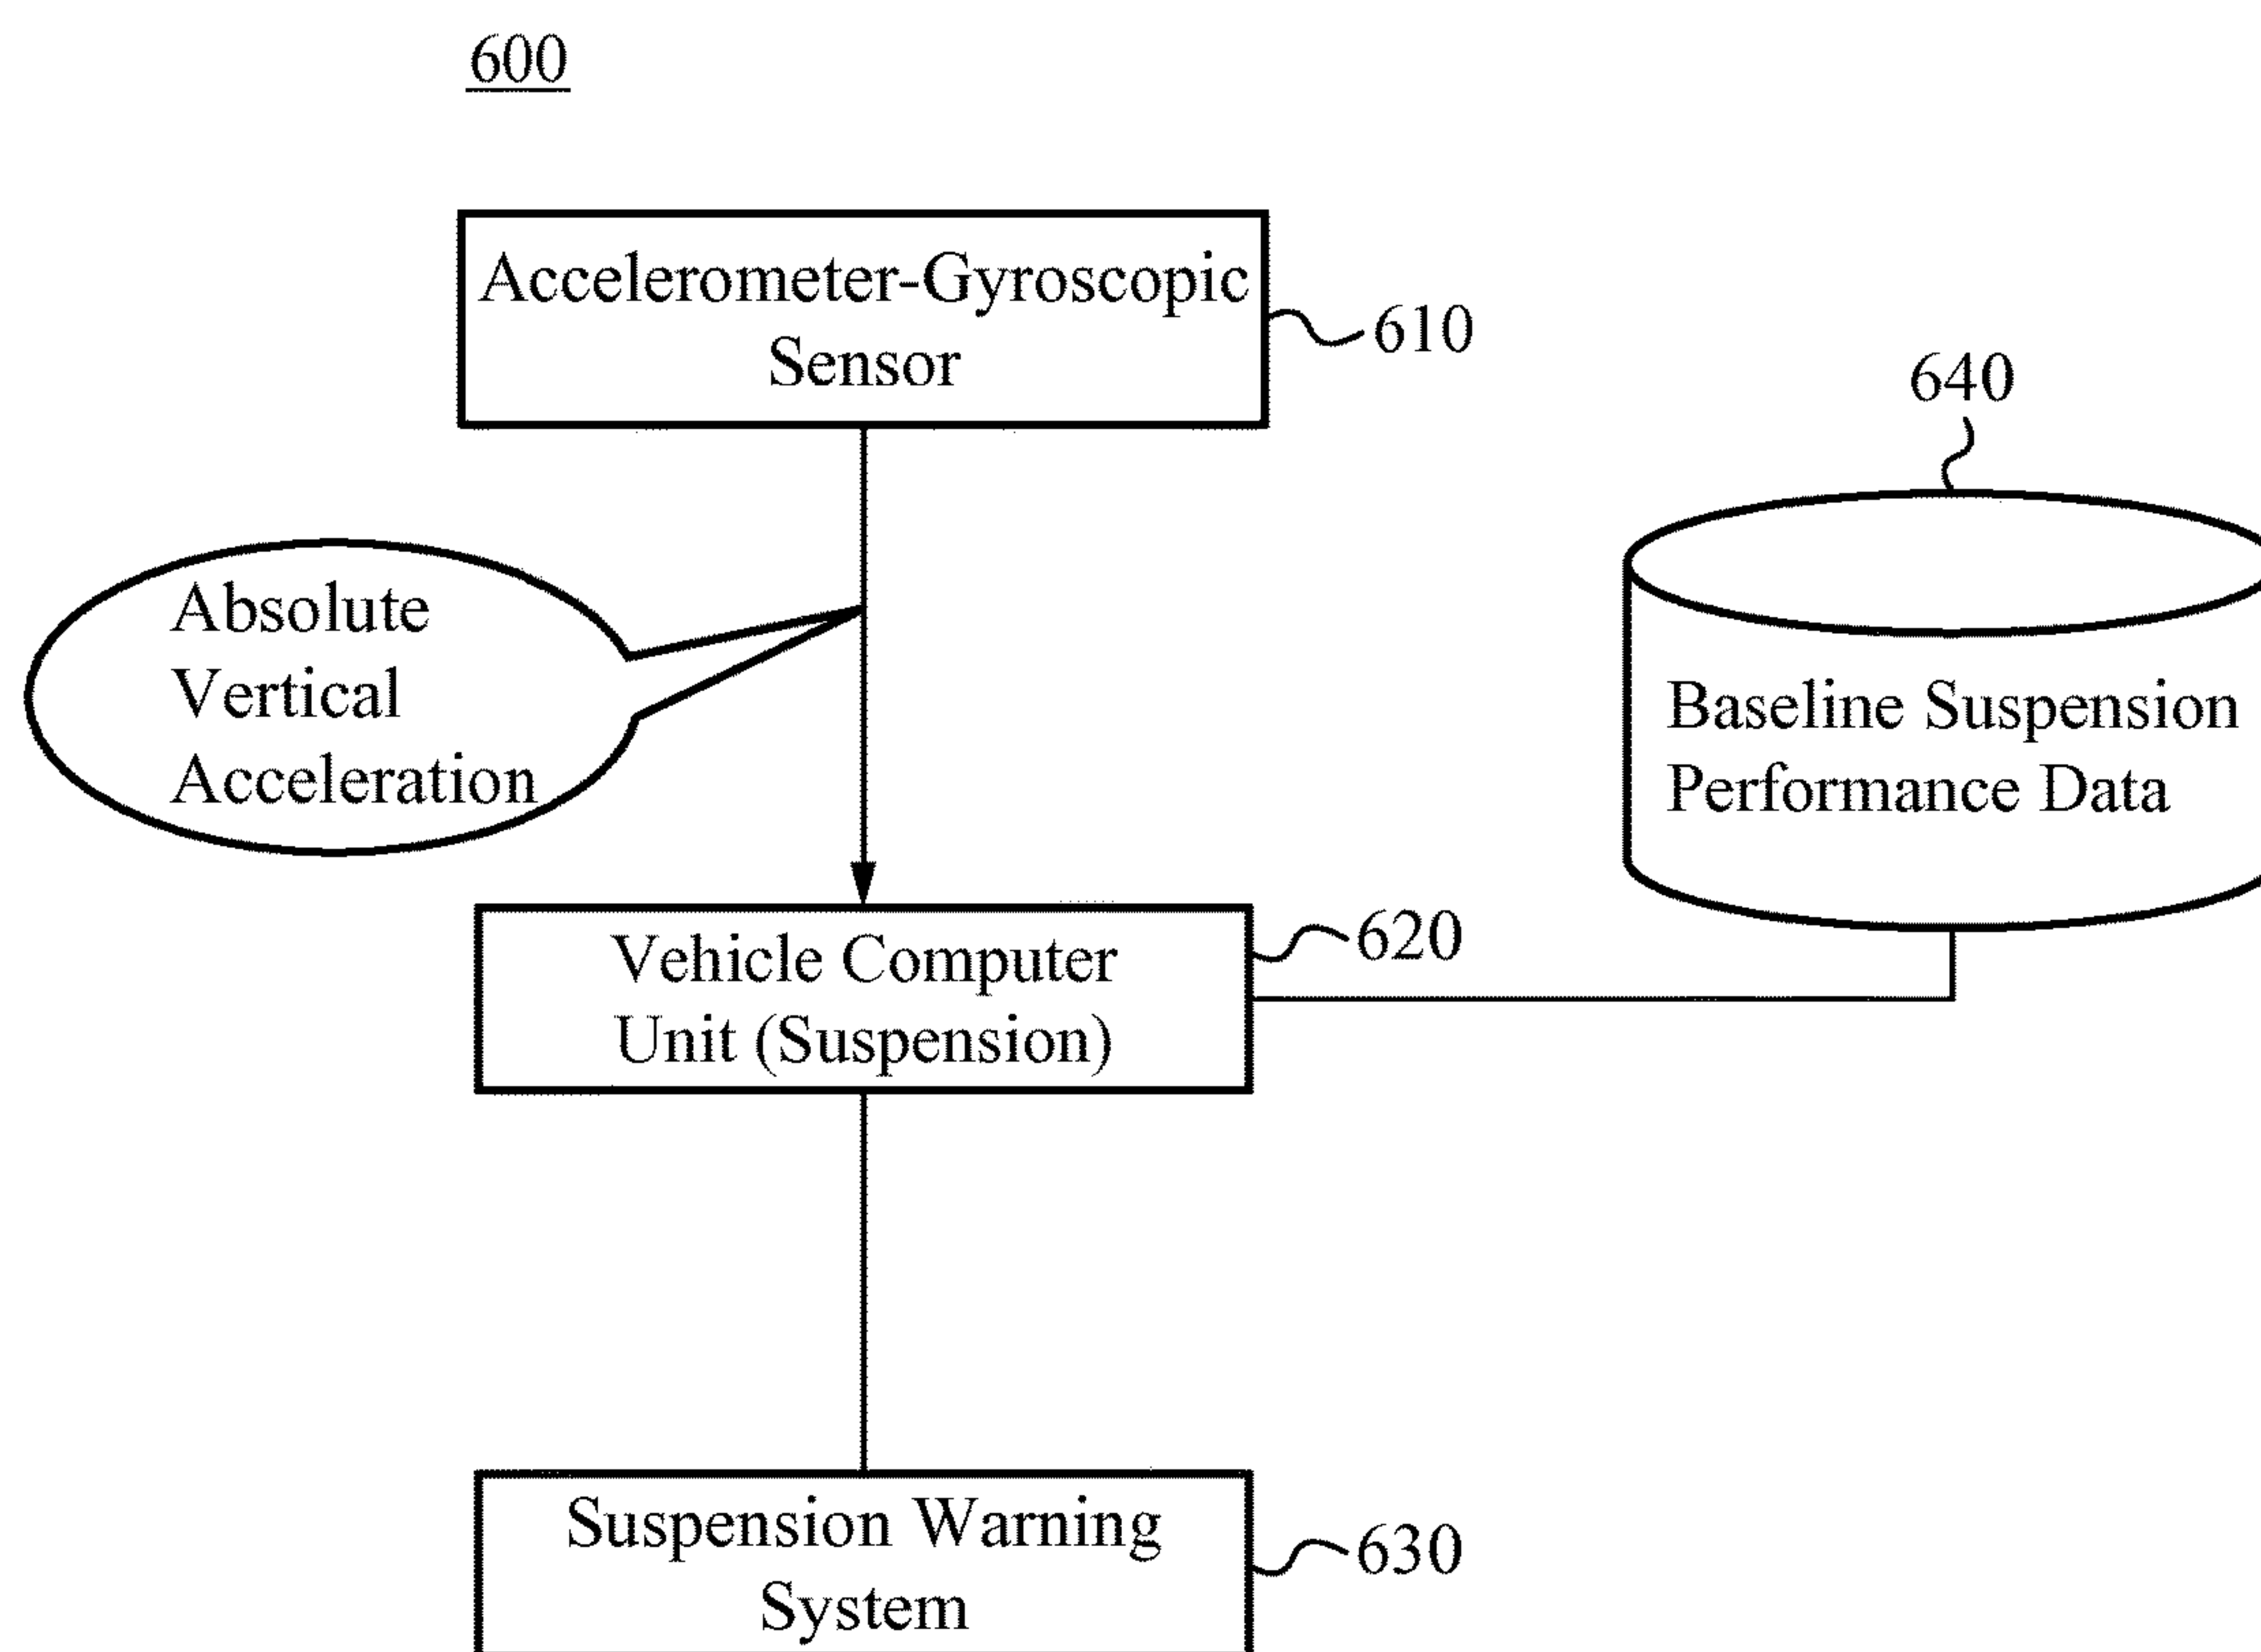 600
Accelerometer-Gyroscopic
Sensor
610
640
Absolute
Vertical
Acceleration
Baseline Suspension
Performance Data
Vehicle Computer
Unit (Suspension)
620
Suspension Warning
System
630